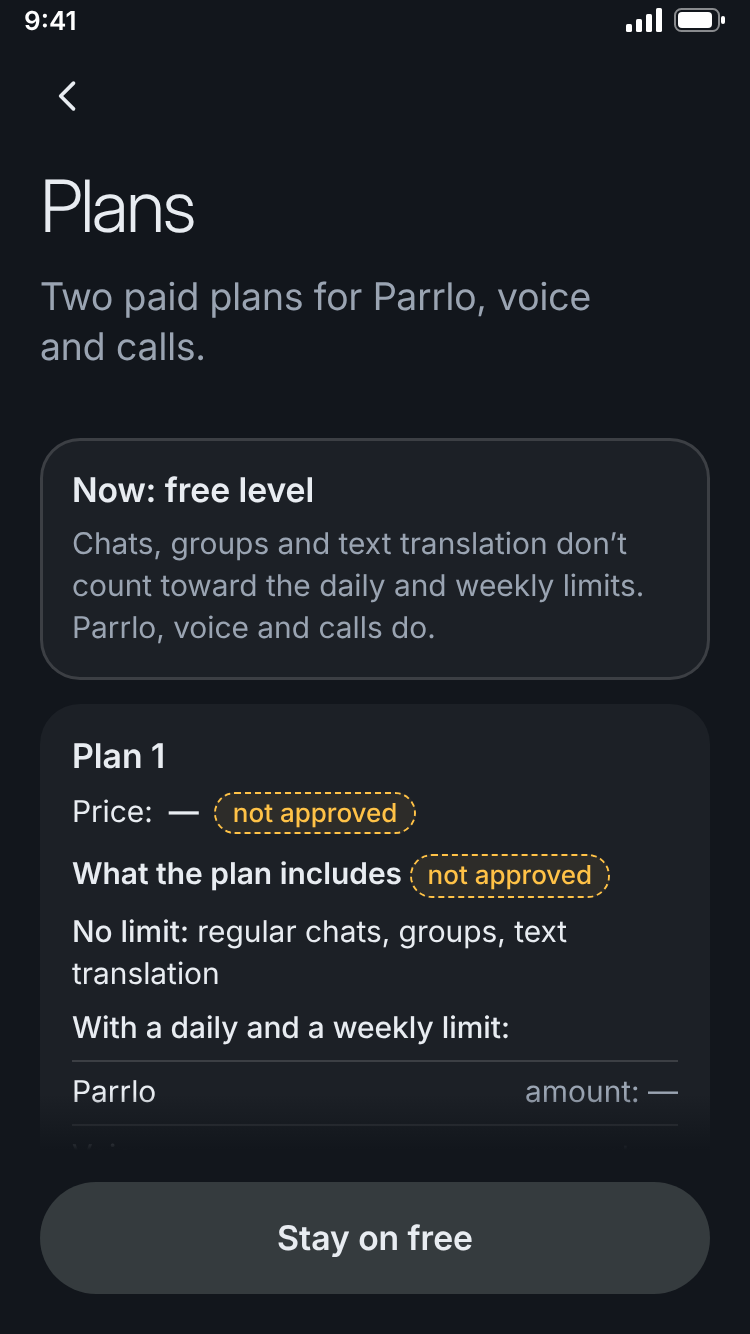 9:41
Plans
Two paid plans for Parrlo, voice
and calls.
Now: free level
Chats, groups and text translation don’t
count toward the daily and weekly limits.
Parrlo, voice and calls do.
Plan 1
Price: — not approved
What the plan includes not approved
No limit: regular chats, groups, text
translation
With a daily and a weekly limit:
Parrlo amount: —
Stay on free